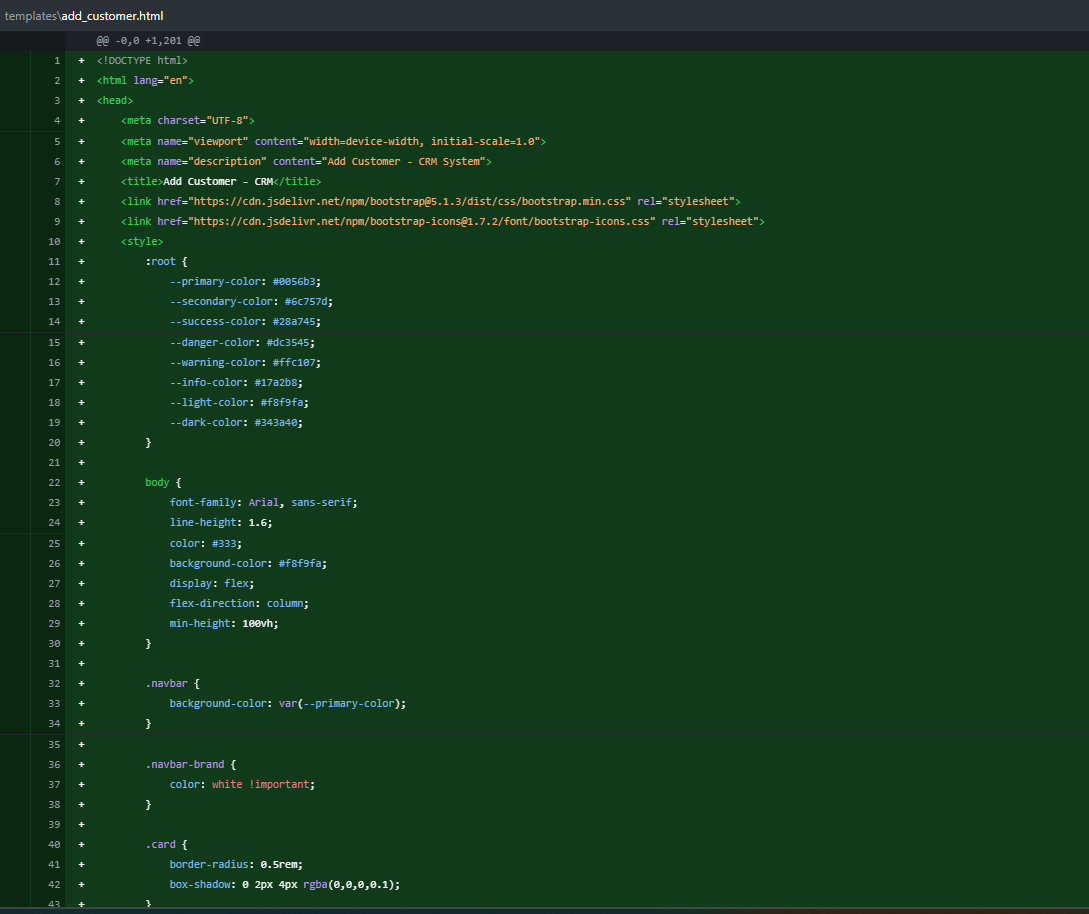 templates\add_customer.html
@@ -0,0 +1,201 @@
1 + <!DOCTYPE html>
2 + <html lang="en">
3 + <head>
4 +     <meta charset="UTF-8">
5 +     <meta name="viewport" content="width=device-width, initial-scale=1.0">
6 +     <meta name="description" content="Add Customer - CRM System">
7 +     <title>Add Customer - CRM</title>
8 +     <link href="https://cdn.jsdelivr.net/npm/bootstrap@5.1.3/dist/css/bootstrap.min.css" rel="stylesheet">
9 +     <link href="https://cdn.jsdelivr.net/npm/bootstrap-icons@1.7.2/font/bootstrap-icons.css" rel="stylesheet">
10 +     <style>
11 +         :root {
12 +             --primary-color: #0056b3;
13 +             --secondary-color: #6c757d;
14 +             --success-color: #28a745;
15 +             --danger-color: #dc3545;
16 +             --warning-color: #ffc107;
17 +             --info-color: #17a2b8;
18 +             --light-color: #f8f9fa;
19 +             --dark-color: #343a40;
20 +         }
21 +
22 +         body {
23 +             font-family: Arial, sans-serif;
24 +             line-height: 1.6;
25 +             color: #333;
26 +             background-color: #f8f9fa;
27 +             display: flex;
28 +             flex-direction: column;
29 +             min-height: 100vh;
30 +         }
31 +
32 +         .navbar {
33 +             background-color: var(--primary-color);
34 +         }
35 +
36 +         .navbar-brand {
37 +             color: white !important;
38 +         }
39 +
40 +         .card {
41 +             border-radius: 0.5rem;
42 +             box-shadow: 0 2px 4px rgba(0,0,0,0.1);
43 +         }